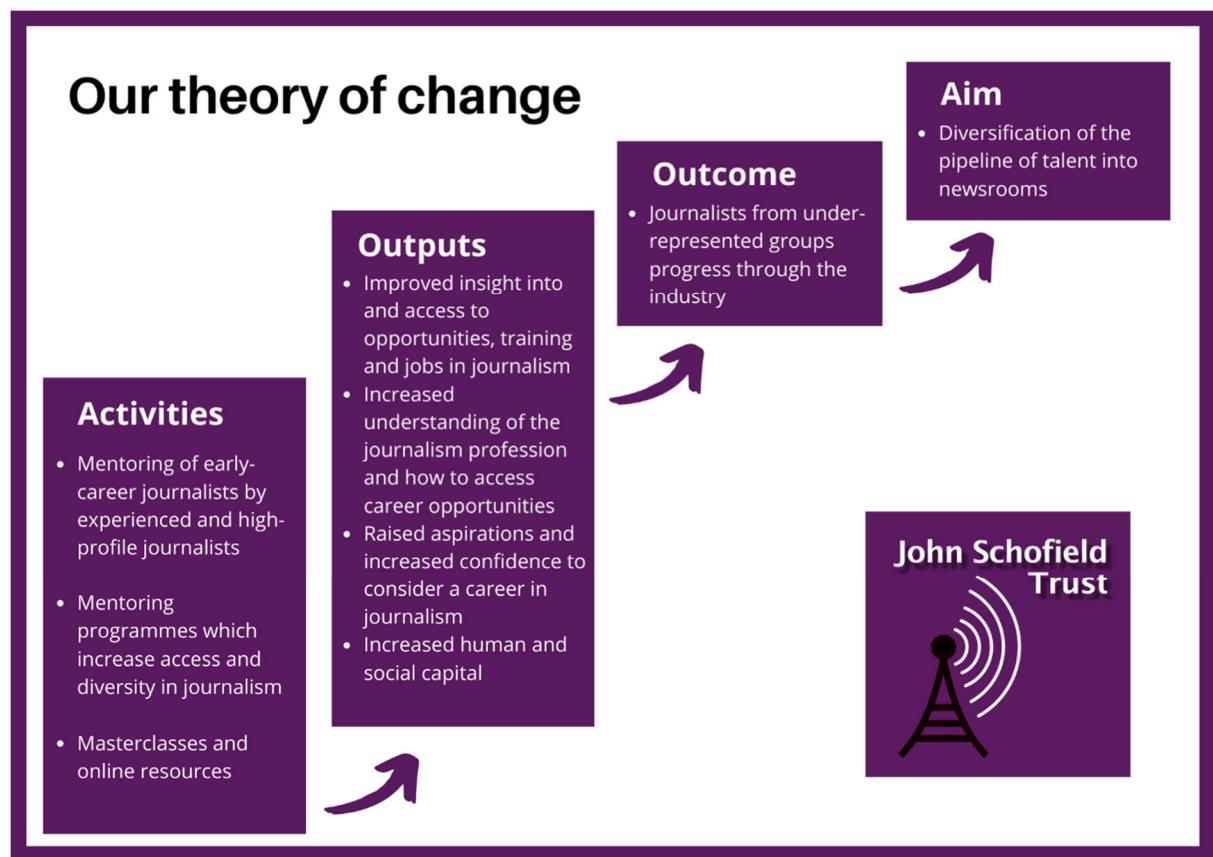 Our theory of change
Activities
• Mentoring of early-
career journalists by
experienced and high-
profile journalists
• Mentoring
programmes which
increase access and
diversity in journalism
• Masterclasses and
online resources
Outputs
• Improved insight into
and access to
opportunities, training
and jobs in journalism
• Increased
understanding of the
journalism profession
and how to access
career opportunities
• Raised aspirations and
increased confidence to
consider a career in
journalism
• Increased human and
social capital
Outcome
• Journalists from under-
represented groups
progress through the
industry
Aim
• Diversification of the
pipeline of talent into
newsrooms
John Schofield
Trust